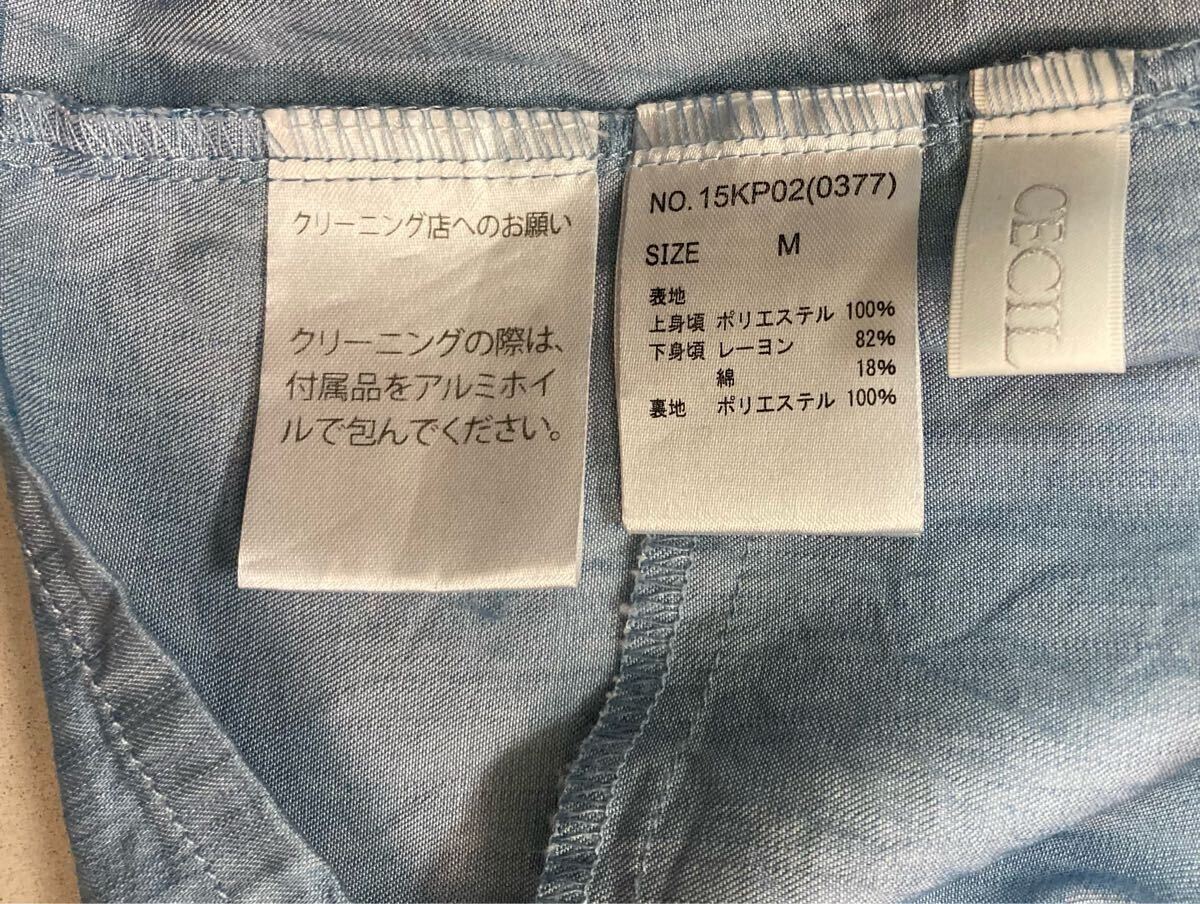 クリーニング店へのお願い
クリーニングの際は、
付属品をアルミホイ
ルで包んでください。
NO. 15KP02(0377)
SIZE M
表地
上身頃 ポリエステル 100%
下身頃 レーヨン 82%
綿 18%
裏地 ポリエステル 100%
CECIL